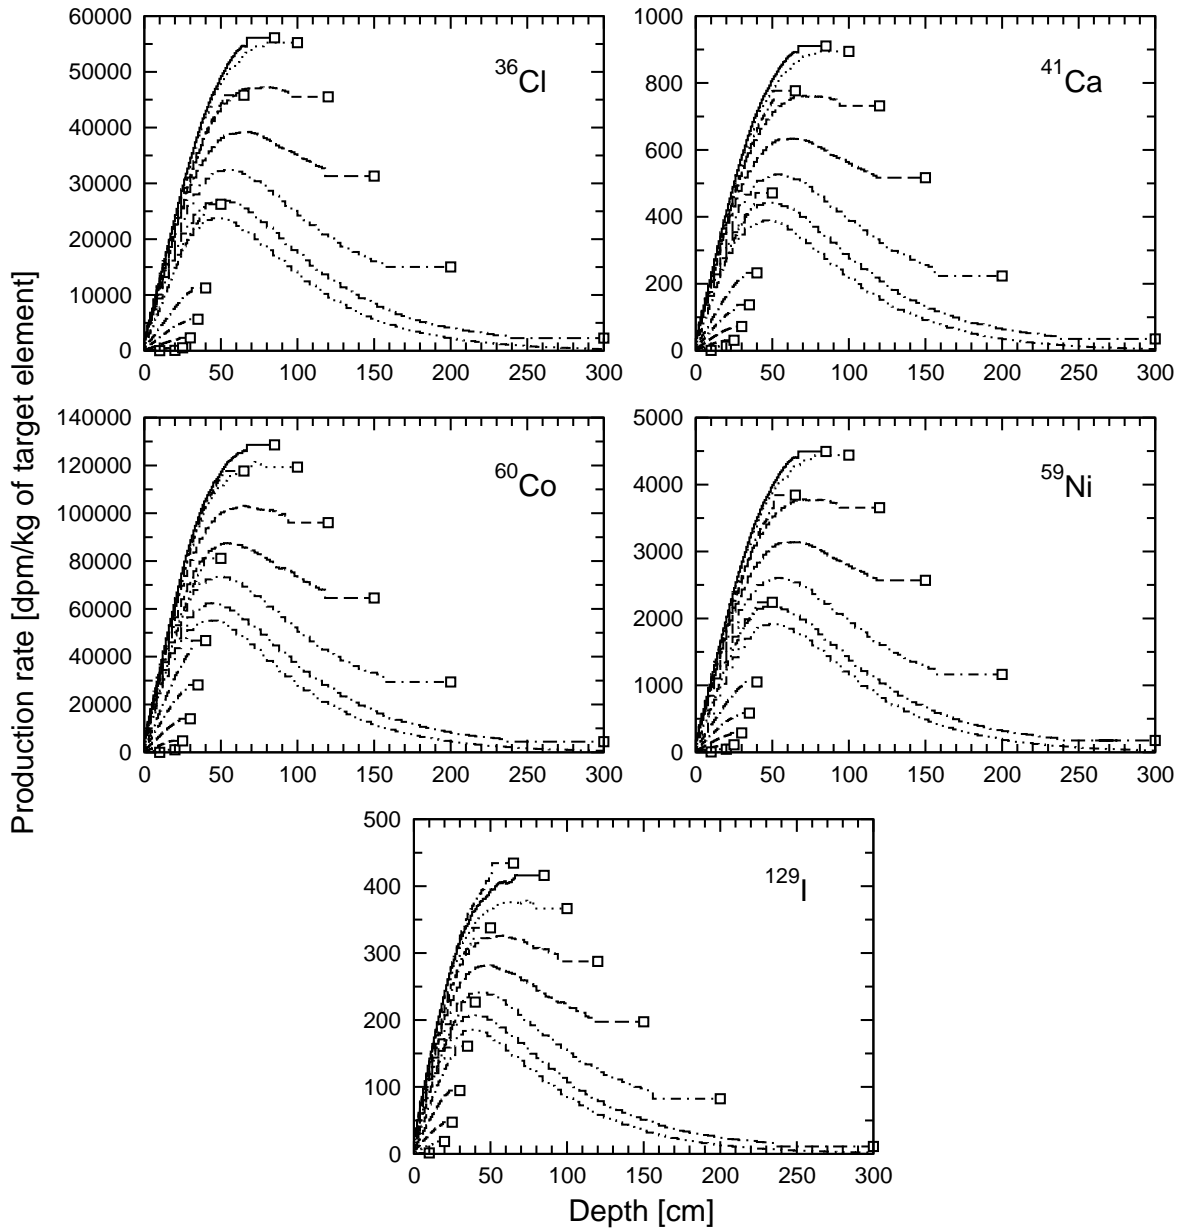 60000
50000
40000
30000
20000
10000
0
0 50 100 150 200 250 300
36Cl
1000
800
600
400
200
0
0 50 100 150 200 250 300
41Ca
140000
120000
100000
80000
60000
40000
20000
0
0 50 100 150 200 250 300
60Co
5000
4000
3000
2000
1000
0
0 50 100 150 200 250 300
59Ni
Production rate [dpm/kg of target element]
500
400
300
200
100
0
0 50 100 150 200 250 300
129I
Depth [cm]